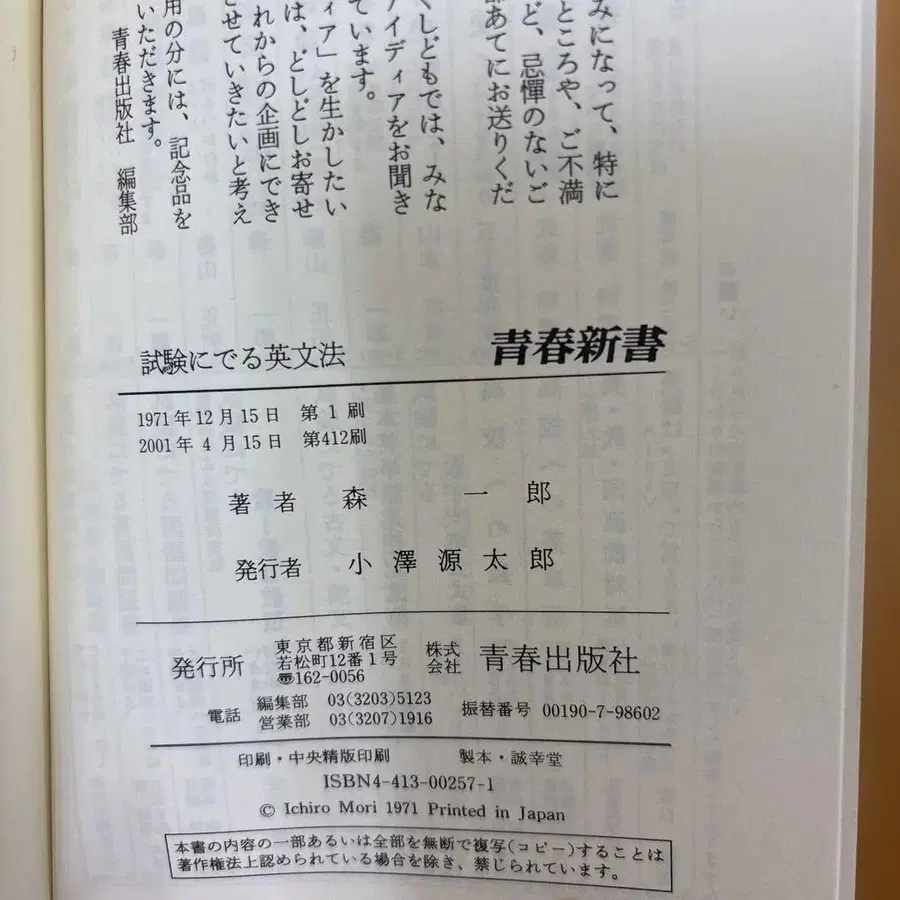 みになって、特に
ところや、ご不満
ど、忌憚のないご
部あてにお送りくだ
くしどもでは、みな
アイディアをお聞き
ています。
ィア」を生かしたい
は、どしどしお寄せ
れからの企画にでき
させていきたいと考え
用の分には、記念品を
いただきます。
青春出版社 編集部
試験にでる英文法 青春新書
1971年12月15日 第1刷
2001年4月15日 第412刷
著者 森一郎
発行者 小澤源太郎
発行所 東京都新宿区若松町12番1号 〠162-0056 株式会社 青春出版社
電話 編集部 03(3203)5123
営業部 03(3207)1916
振替番号 00190-7-98602
印刷・中央精版印刷 製本・誠幸堂
ISBN4-413-00257-1
© Ichiro Mori 1971 Printed in Japan
本書の内容の一部あるいは全部を無断で複写(コピー)することは
著作権法上認められている場合を除き、禁じられています。